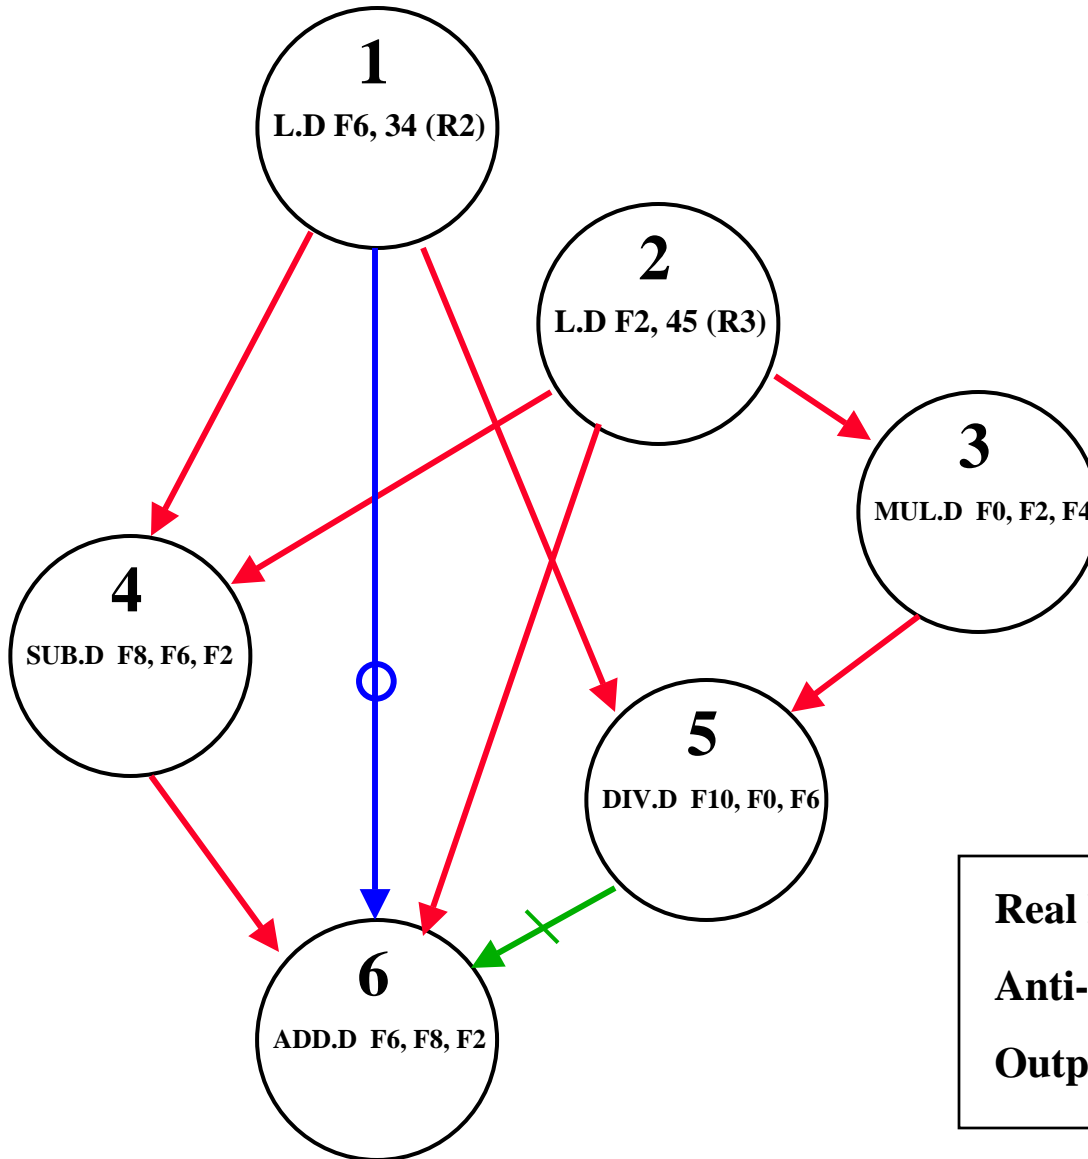 1
L.D F6, 34 (R2)
2
L.D F2, 45 (R3)
3
MUL.D F0, F2, F4
4
SUB.D F8, F6, F2
5
DIV.D F10, F0, F6
6
ADD.D F6, F8, F2
Real
Anti-
Outp